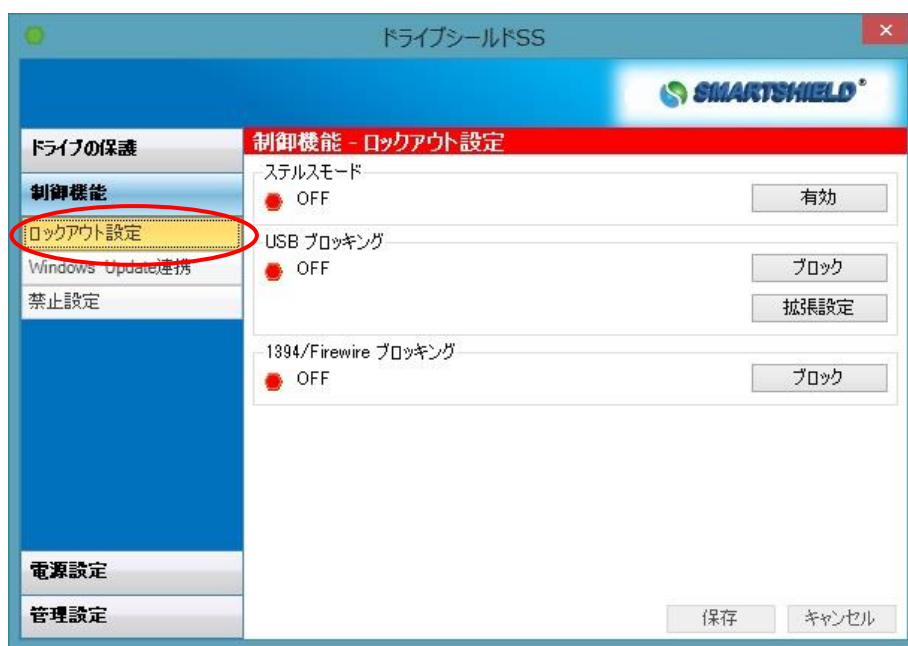 ドライブシールドSS
SMARTSHIELD
ドライブの保護
制御機能
ロックアウト設定
Windows Update連携
禁止設定
電源設定
管理設定
制御機能 - ロックアウト設定
ステルスモード
OFF
有効
USB ブロッキング
OFF
ブロック
拡張設定
1394/Firewire ブロッキング
OFF
ブロック
保存
キャンセル